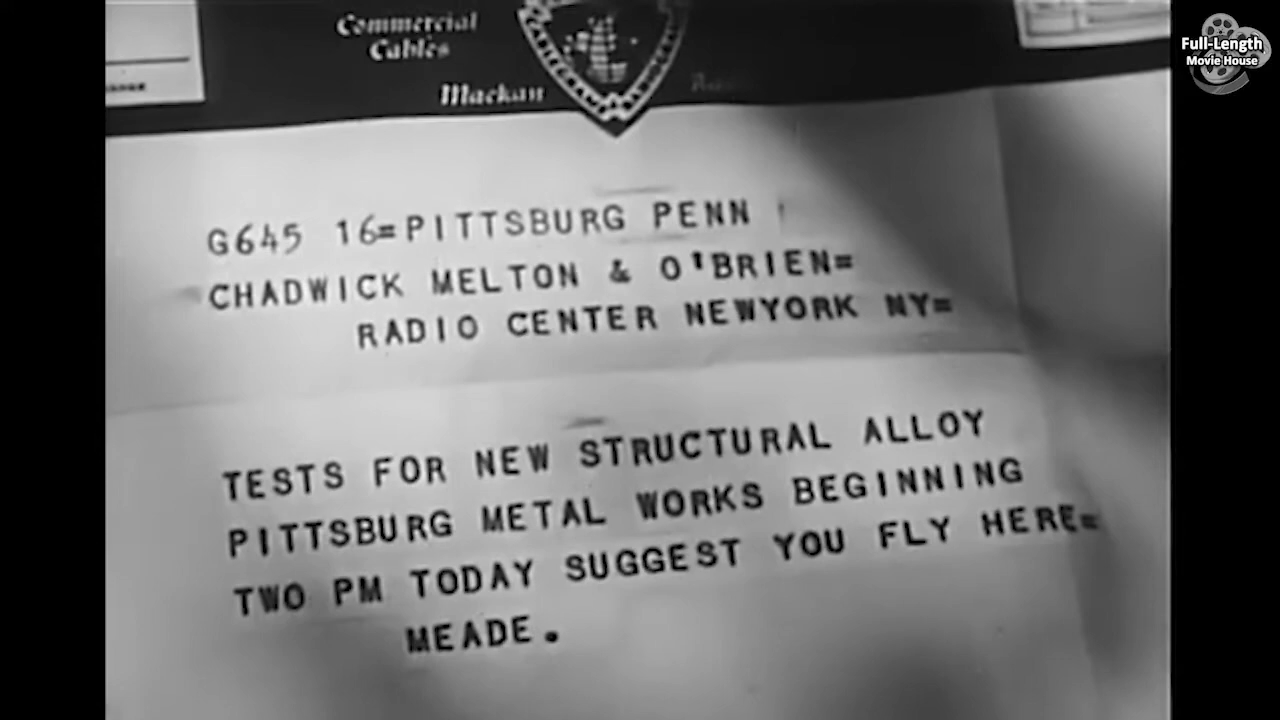 Commercial
Cables
Mackan
Full-Length
Movie House
G645 16=PITTSBURG PENN
CHADWICK MELTON & O'BRIEN=
RADIO CENTER NEWYORK NY=
TESTS FOR NEW STRUCTURAL ALLOY
PITTSBURG METAL WORKS BEGINNING
TWO PM TODAY SUGGEST YOU FLY HERE=
MEADE.